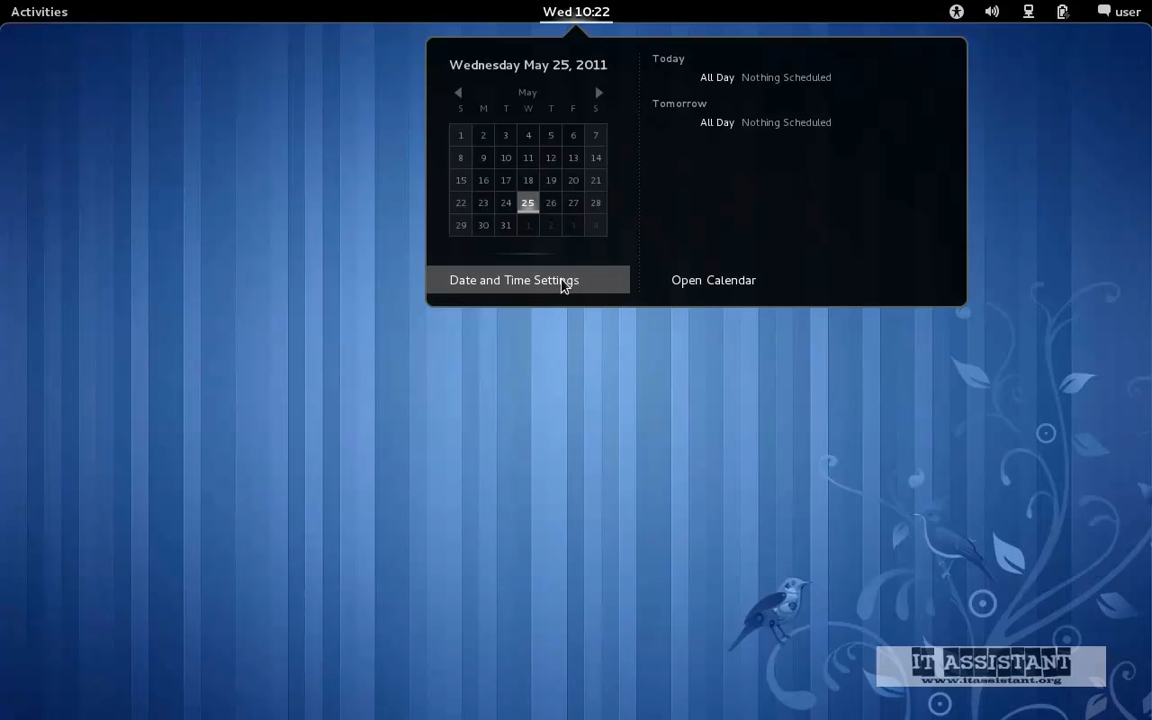 Activities
Wed 10:22
user
Wednesday May 25, 2011
May
S M T W T F S
1 2 3 4 5 6 7
8 9 10 11 12 13 14
15 16 17 18 19 20 21
22 23 24 25 26 27 28
29 30 31 1 2 3 4
Date and Time Settings
Today
All Day Nothing Scheduled
Tomorrow
All Day Nothing Scheduled
Open Calendar
IT ASSISTANT
www.itassistant.org